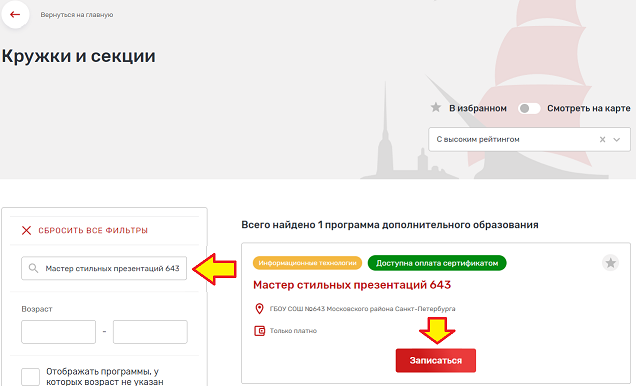 Вернуться на главную
Кружки и секции
В избранном
Смотреть на карте
С высоким рейтингом
СБРОСИТЬ ВСЕ ФИЛЬТРЫ
Мастер стильных презентаций 643
Возраст
-
Отображать программы, у
которых возраст не указан
Всего найдено 1 программа дополнительного образования
Информационные технологии
Доступна оплата сертификатом
Мастер стильных презентаций 643
ГБОУ СОШ №643 Московского района Санкт-Петербурга
Только платно
Записаться